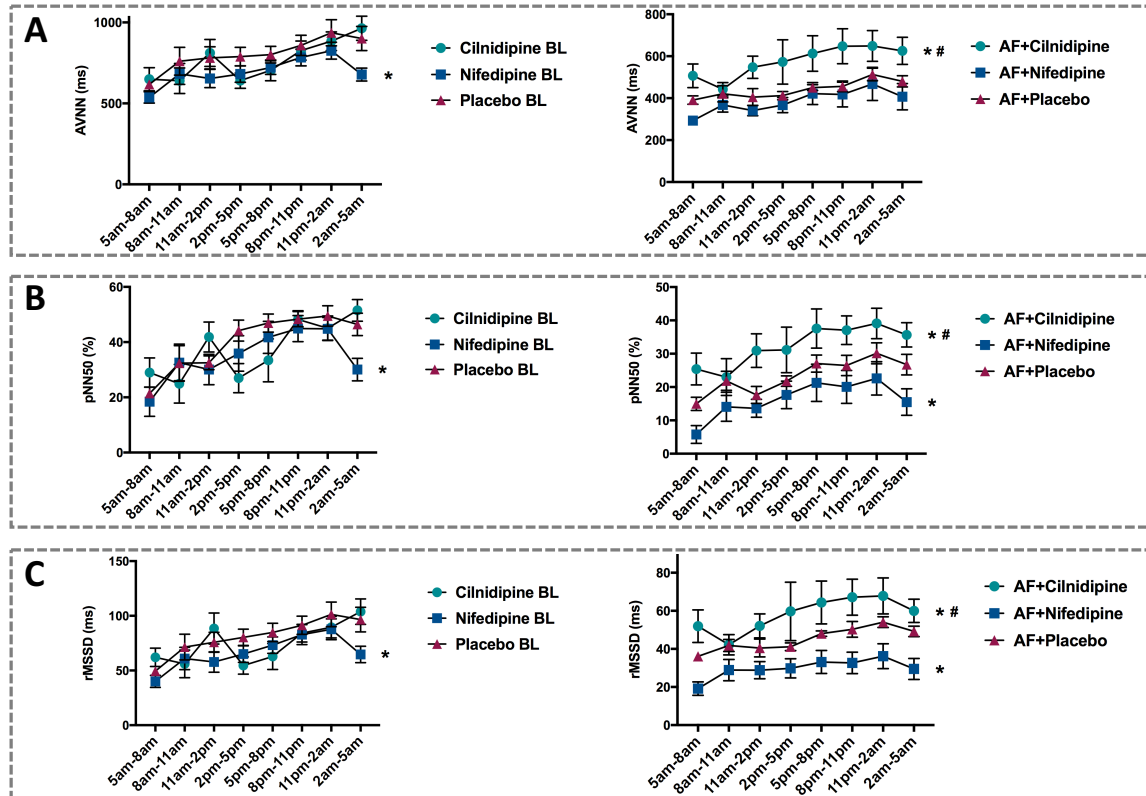 A
1000
500
0
AVNN (ms)
5am-8am
8am-11am
11am-2pm
2pm-5pm
5pm-8pm
8pm-11pm
11pm-2am
2am-5am
Cilnidipine BL
Nifedipine BL
Placebo BL
*
800
600
400
200
0
AVNN (ms)
5am-8am
8am-11am
11am-2pm
2pm-5pm
5pm-8pm
8pm-11pm
11pm-2am
2am-5am
* #
AF+Cilnidipine
AF+Nifedipine
AF+Placebo
B
60
40
20
0
pNN50 (%)
5am-8am
8am-11am
11am-2pm
2pm-5pm
5pm-8pm
8pm-11pm
11pm-2am
2am-5am
Cilnidipine BL
Nifedipine BL
Placebo BL
*
50
40
30
20
10
0
pNN50 (%)
5am-8am
8am-11am
11am-2pm
2pm-5pm
5pm-8pm
8pm-11pm
11pm-2am
2am-5am
* #
*
AF+Cilnidipine
AF+Nifedipine
AF+Placebo
C
150
100
50
0
rMSSD (ms)
5am-8am
8am-11am
11am-2pm
2pm-5pm
5pm-8pm
8pm-11pm
11pm-2am
2am-5am
Cilnidipine BL
Nifedipine BL
Placebo BL
*
80
60
40
20
0
rMSSD (ms)
5am-8am
8am-11am
11am-2pm
2pm-5pm
5pm-8pm
8pm-11pm
11pm-2am
2am-5am
* #
*
AF+Cilnidipine
AF+Nifedipine
AF+Placebo